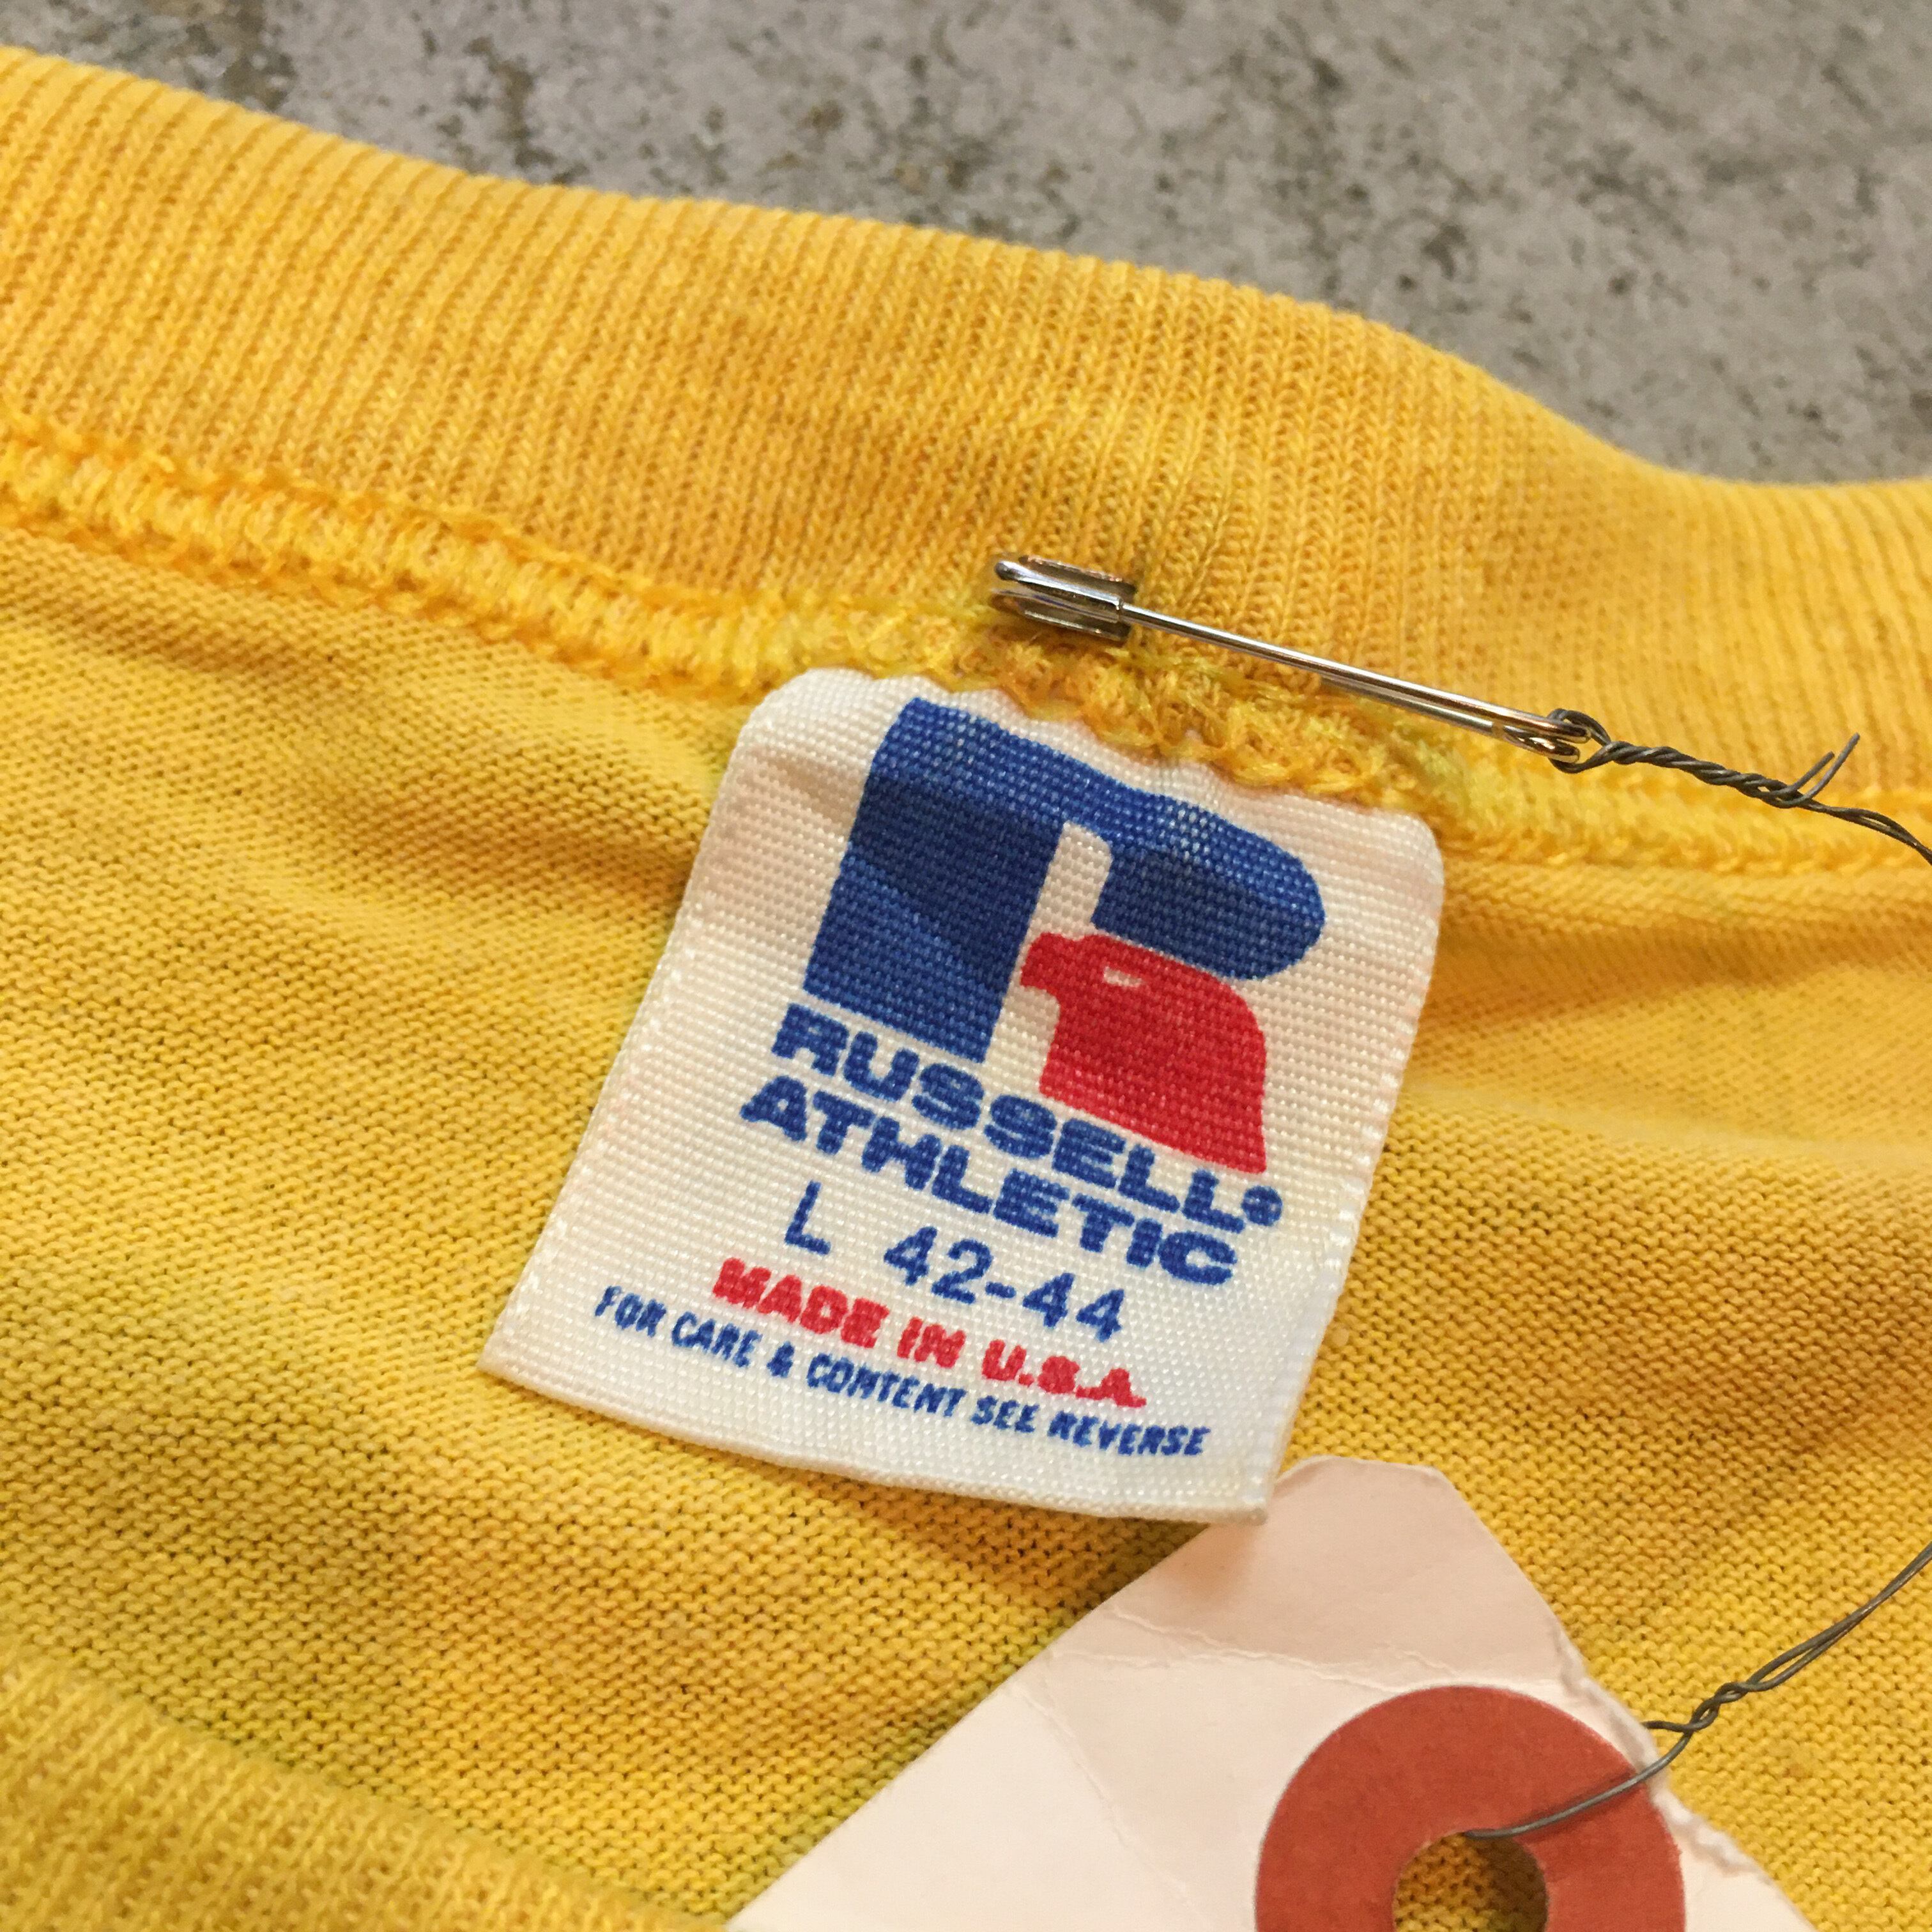 RUSSELL®
ATHLETIC
L 42-44
MADE IN U.S.A.
FOR CARE & CONTENT SEE REVERSE